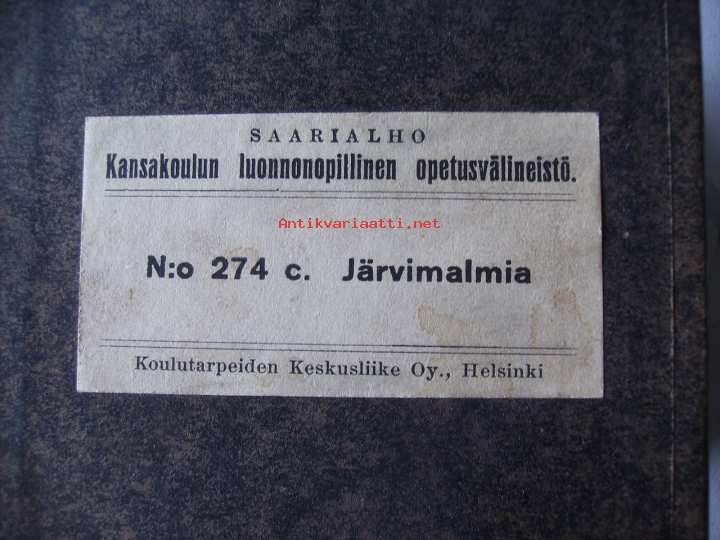 SAARIALHO
Kansakoulun luonnonopillinen opetusvälineistö.
Antikvariaatti.net
N:o 274 c. Järvimalmia
Koulutarpeiden Keskusliike Oy., Helsinki